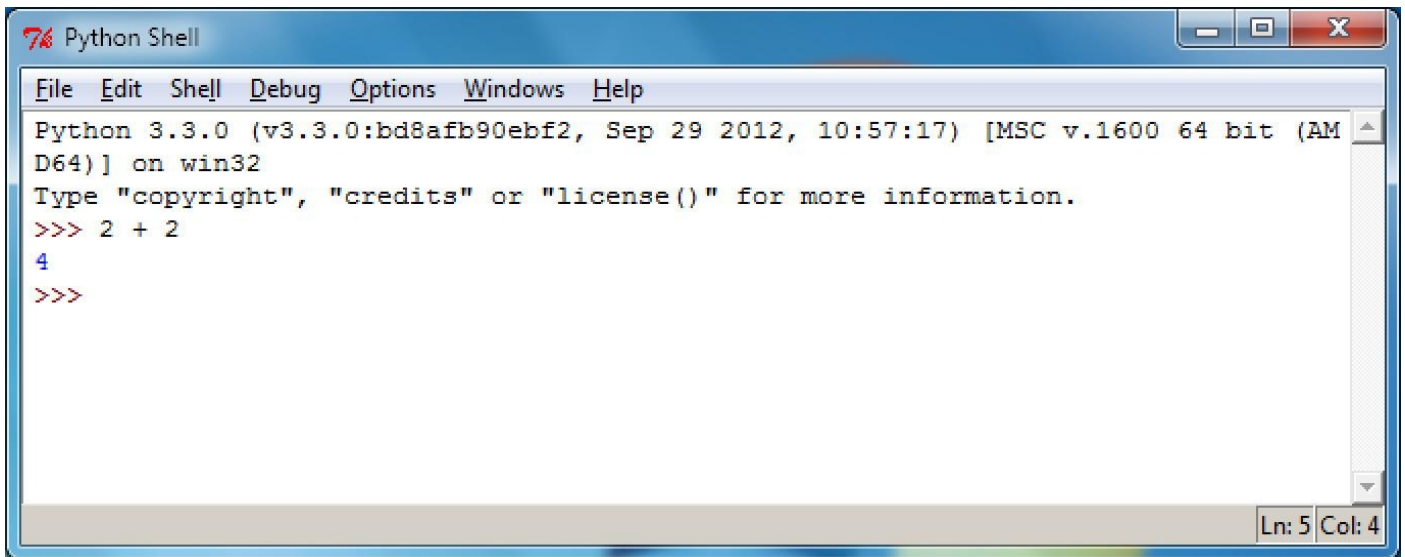 Python Shell
File Edit Shell Debug Options Windows Help
Python 3.3.0 (v3.3.0:bd8afb90ebf2, Sep 29 2012, 10:57:17) [MSC v.1600 64 bit (AM
D64)] on win32
Type "copyright", "credits" or "license()" for more information.
>>> 2 + 2
4
>>>
Ln: 5 Col: 4